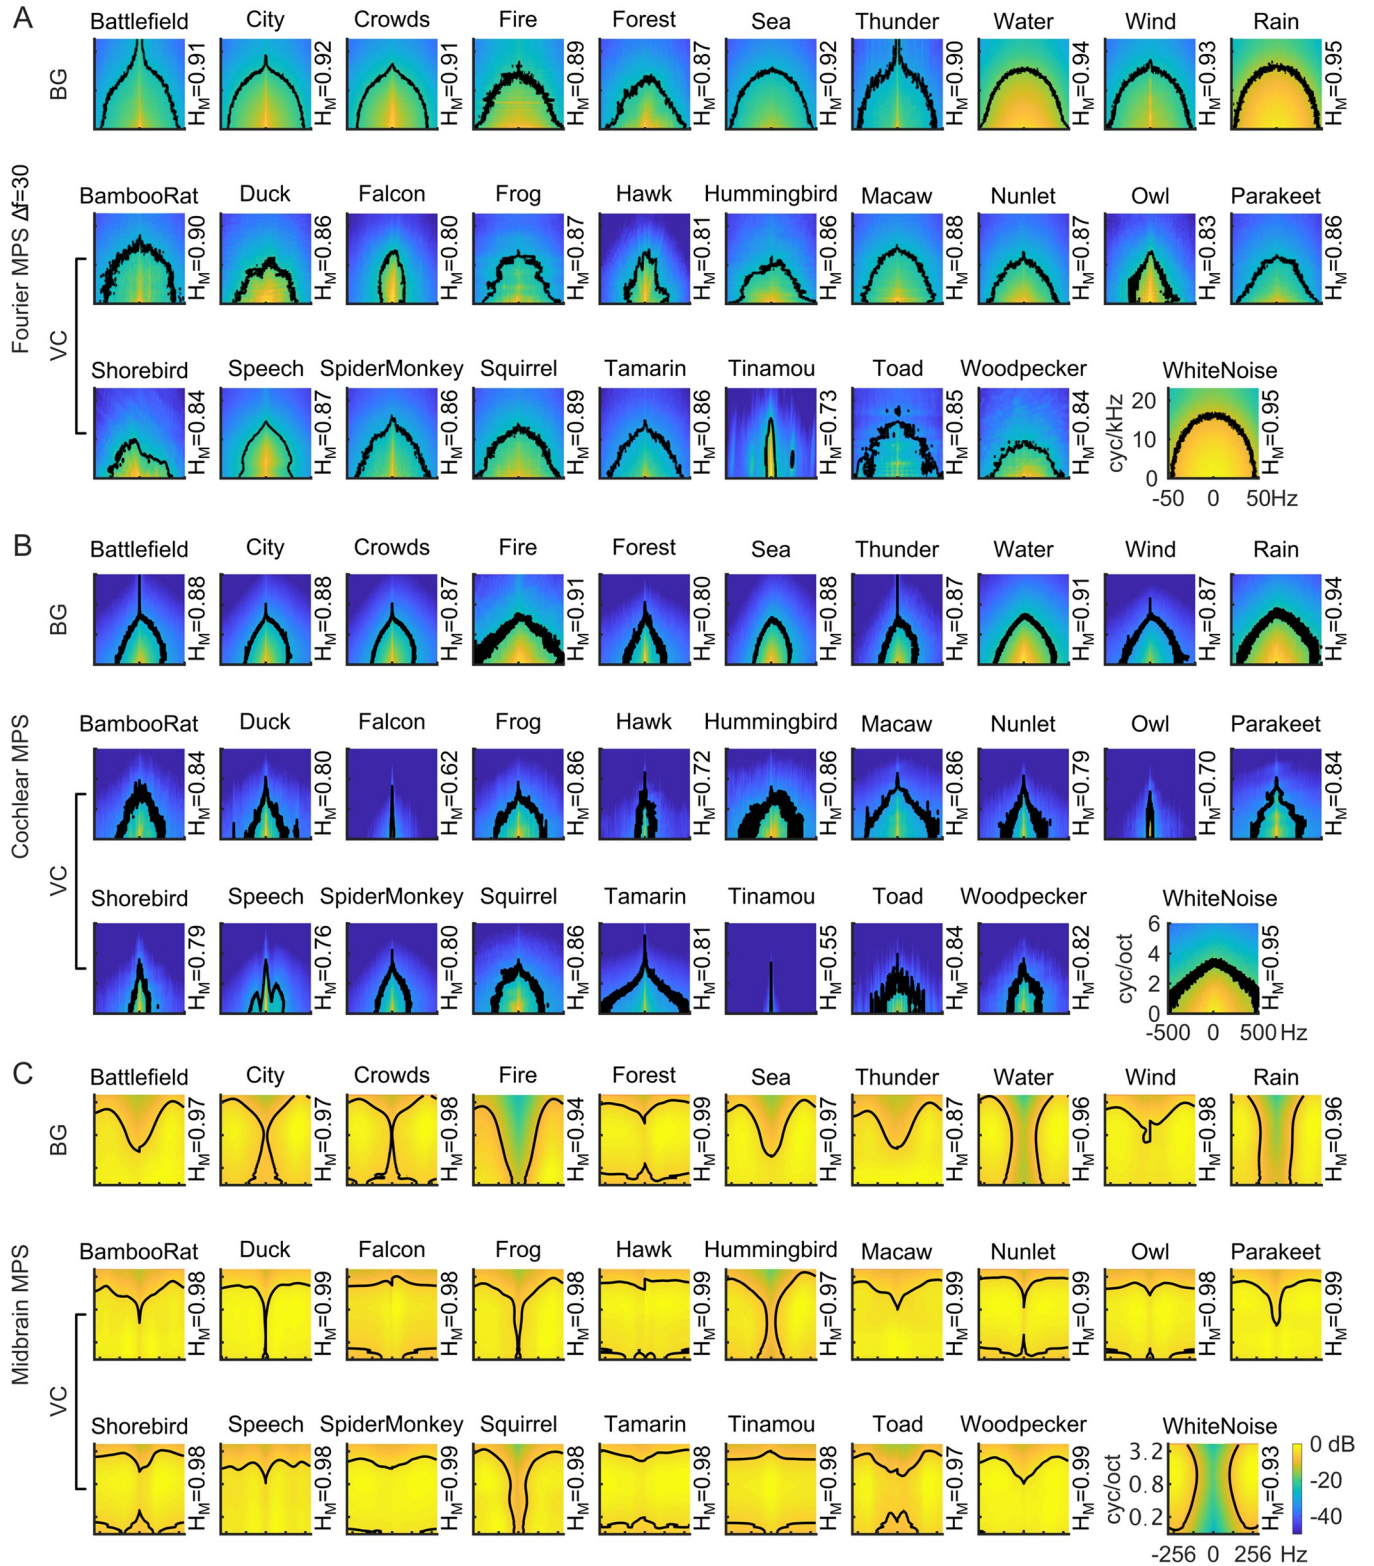 A
Battlefield City Crowds Fire Forest Sea Thunder Water Wind Rain
BG
H_M=0.91 H_M=0.92 H_M=0.91 H_M=0.89 H_M=0.87 H_M=0.92 H_M=0.90 H_M=0.94 H_M=0.93 H_M=0.95
Fourier MPS Δf=30
VC
BambooRat Duck Falcon Frog Hawk Hummingbird Macaw Nunlet Owl Parakeet
H_M=0.90 H_M=0.86 H_M=0.80 H_M=0.87 H_M=0.81 H_M=0.86 H_M=0.88 H_M=0.87 H_M=0.83 H_M=0.86
Shorebird Speech SpiderMonkey Squirrel Tamarin Tinamou Toad Woodpecker WhiteNoise
H_M=0.84 H_M=0.87 H_M=0.86 H_M=0.89 H_M=0.86 H_M=0.73 H_M=0.85 H_M=0.84 H_M=0.95
cyc/kHz
20
10
0
-50 0 50Hz
B
Battlefield City Crowds Fire Forest Sea Thunder Water Wind Rain
BG
H_M=0.88 H_M=0.88 H_M=0.87 H_M=0.91 H_M=0.80 H_M=0.88 H_M=0.87 H_M=0.91 H_M=0.87 H_M=0.94
Cochlear MPS
VC
BambooRat Duck Falcon Frog Hawk Hummingbird Macaw Nunlet Owl Parakeet
H_M=0.84 H_M=0.80 H_M=0.62 H_M=0.86 H_M=0.72 H_M=0.86 H_M=0.86 H_M=0.79 H_M=0.70 H_M=0.84
Shorebird Speech SpiderMonkey Squirrel Tamarin Tinamou Toad Woodpecker WhiteNoise
H_M=0.79 H_M=0.76 H_M=0.80 H_M=0.86 H_M=0.81 H_M=0.55 H_M=0.84 H_M=0.82 H_M=0.95
cyc/oct
6
4
2
0
-500 0 500 Hz
C
Battlefield City Crowds Fire Forest Sea Thunder Water Wind Rain
BG
H_M=0.97 H_M=0.97 H_M=0.98 H_M=0.94 H_M=0.99 H_M=0.97 H_M=0.87 H_M=0.96 H_M=0.98 H_M=0.96
Midbrain MPS
VC
BambooRat Duck Falcon Frog Hawk Hummingbird Macaw Nunlet Owl Parakeet
H_M=0.98 H_M=0.99 H_M=0.98 H_M=0.98 H_M=0.99 H_M=0.97 H_M=0.99 H_M=0.99 H_M=0.98 H_M=0.99
Shorebird Speech SpiderMonkey Squirrel Tamarin Tinamou Toad Woodpecker WhiteNoise
H_M=0.98 H_M=0.98 H_M=0.99 H_M=0.98 H_M=0.98 H_M=0.98 H_M=0.97 H_M=0.99 H_M=0.93
cyc/oct
3.2
0.8
0.2
-256 0 256 Hz
0 dB
-20
-40